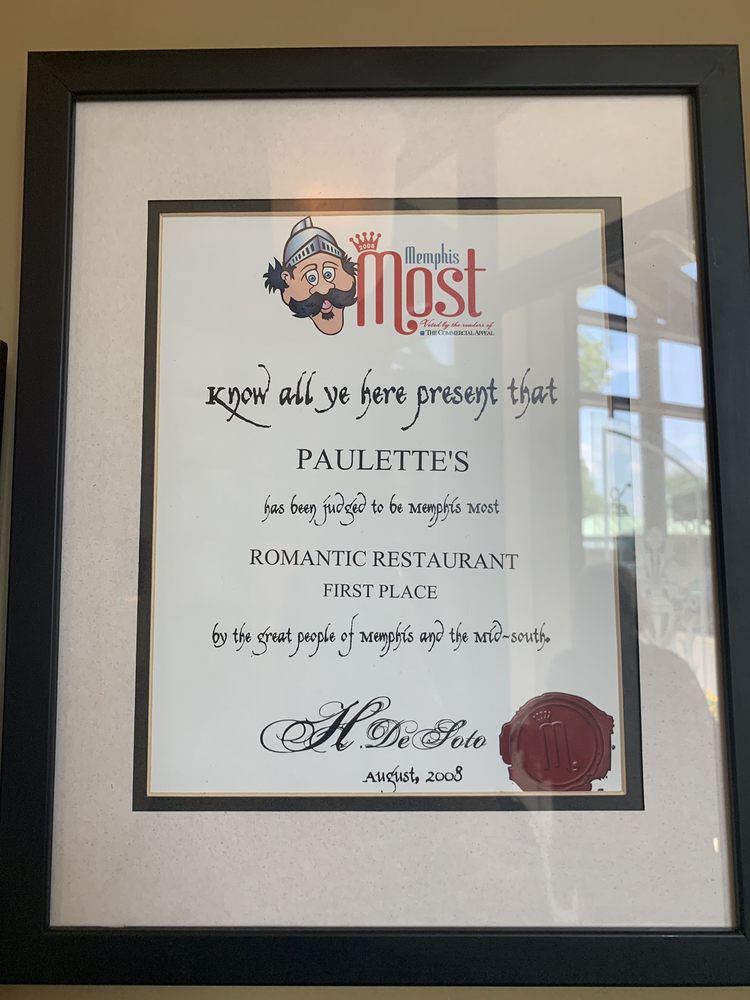 2008
Memphis
Most
Voted by the readers of
THE COMMERCIAL APPEAL
Know all ye here present that
PAULETTE'S
has been judged to be Memphis Most
ROMANTIC RESTAURANT
FIRST PLACE
by the great people of Memphis and the Mid-South.
H. De Soto
August, 2008
M